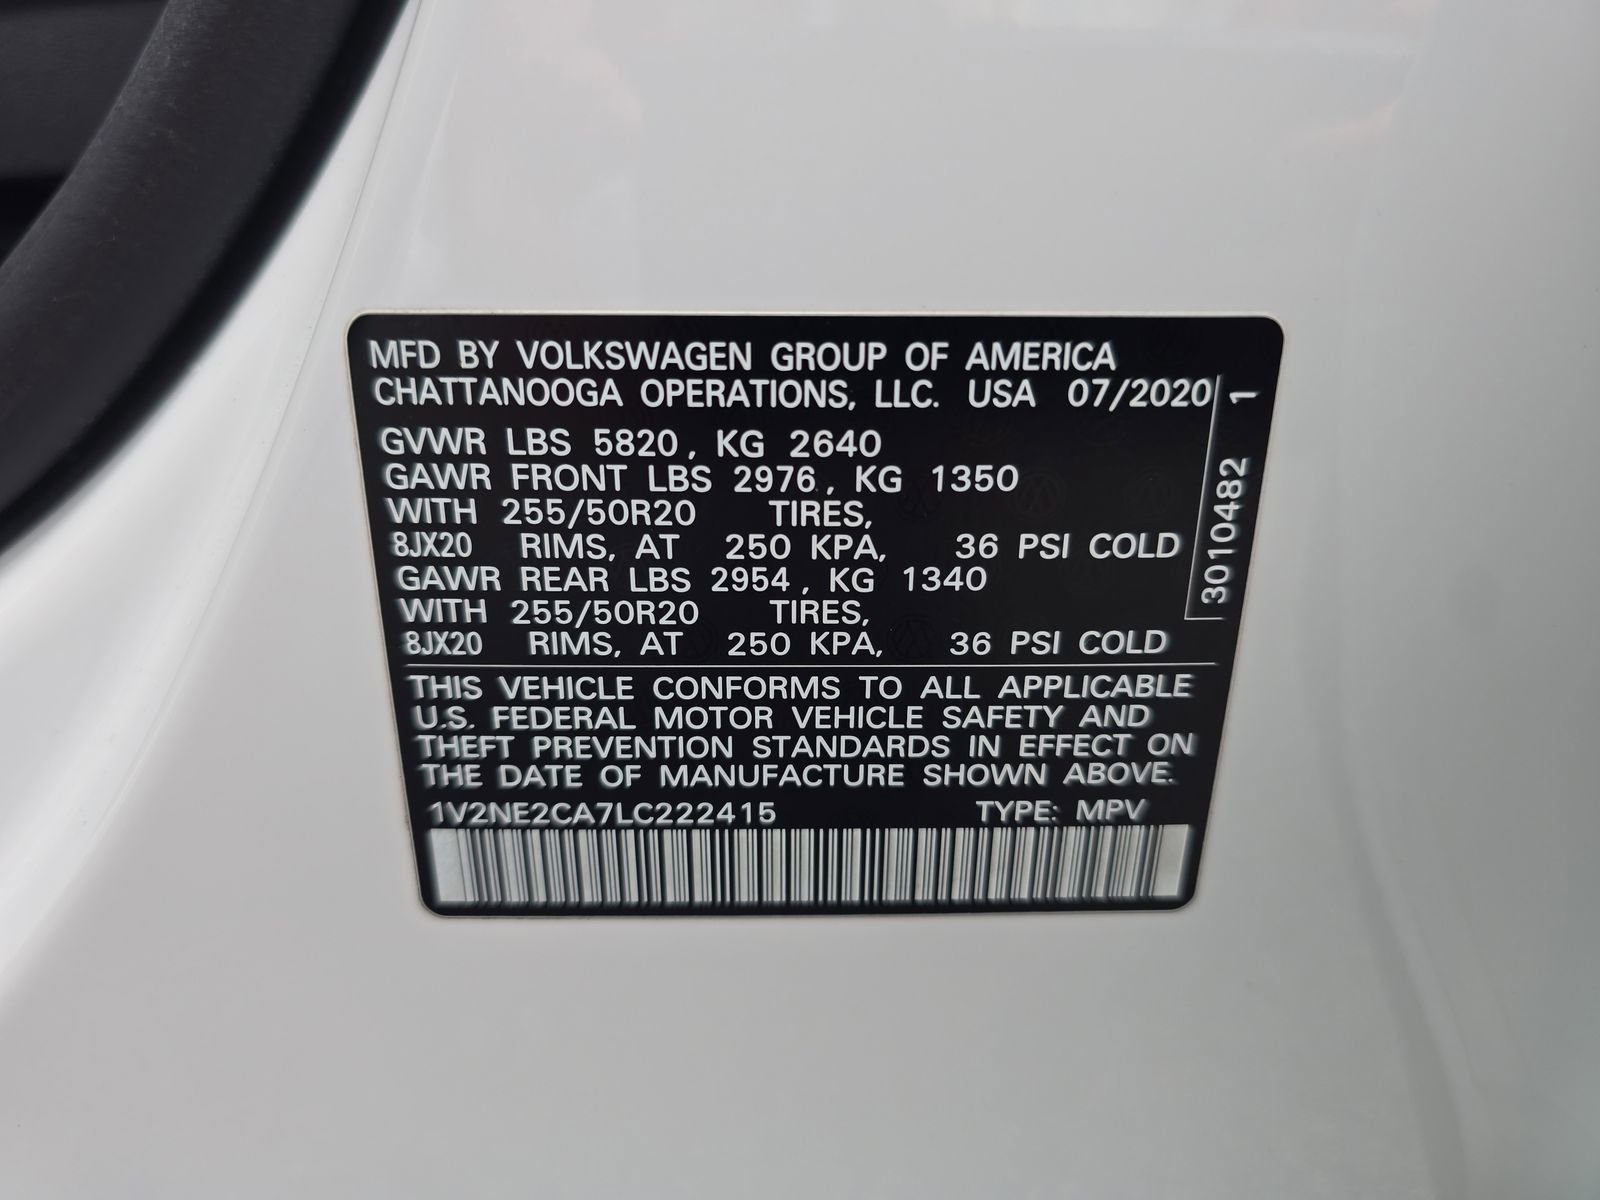 MFD BY VOLKSWAGEN GROUP OF AMERICA
CHATTANOOGA OPERATIONS, LLC. USA 07/2020
GVWR LBS 5820, KG 2640
GAWR FRONT LBS 2976, KG 1350
WITH 255/50R20 TIRES,
8JX20 RIMS, AT 250 KPA, 36 PSI COLD
GAWR REAR LBS 2954, KG 1340
WITH 255/50R20 TIRES,
8JX20 RIMS, AT 250 KPA, 36 PSI COLD
3010482 1
THIS VEHICLE CONFORMS TO ALL APPLICABLE
U.S. FEDERAL MOTOR VEHICLE SAFETY AND
THEFT PREVENTION STANDARDS IN EFFECT ON
THE DATE OF MANUFACTURE SHOWN ABOVE.
1V2NE2CA7LC222415 TYPE: MPV